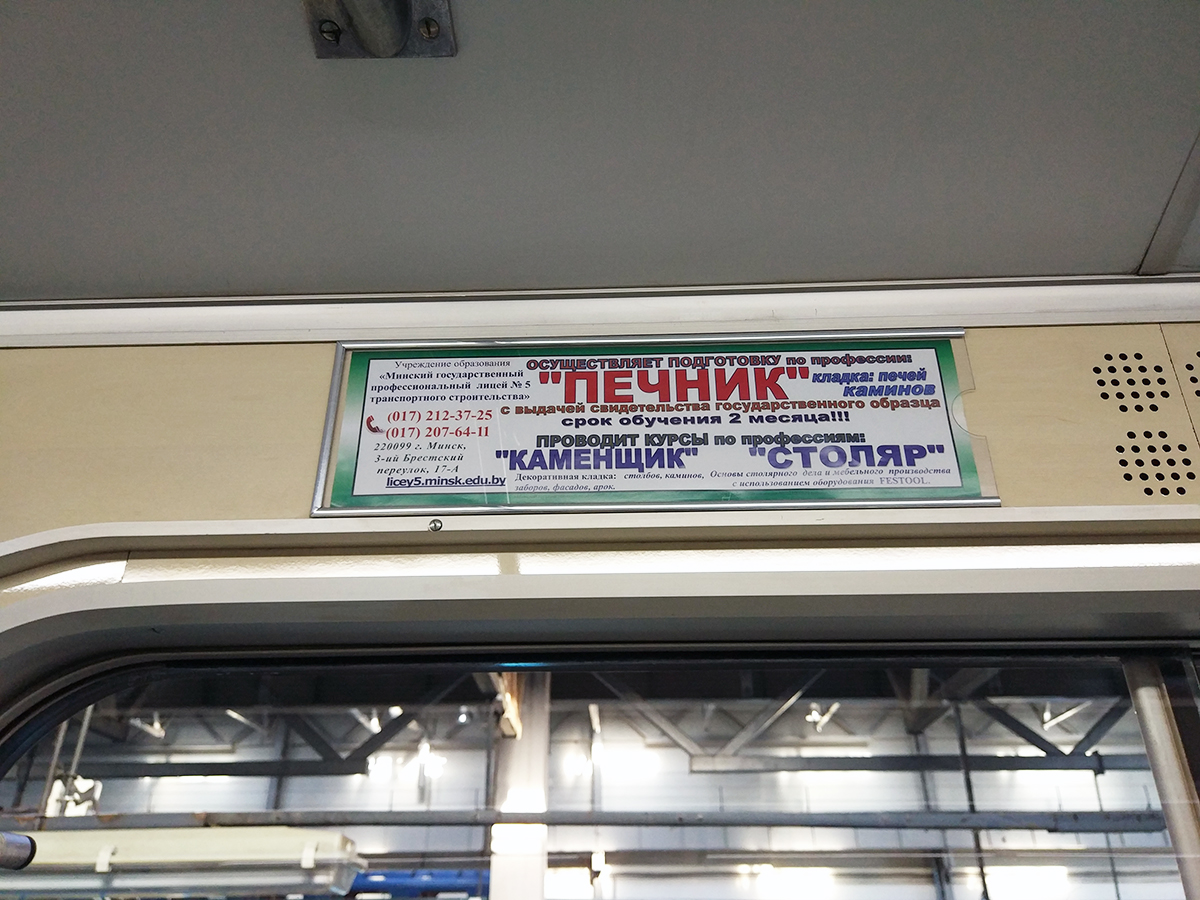 Учреждение образования
«Минский государственный
профессиональный лицей № 5
транспортного строительства»
(017) 212-37-25
(017) 207-64-11
220099 г. Минск,
3-ий Брестский
переулок, 17-А
licey5.minsk.edu.by
ОСУЩЕСТВЛЯЕТ ПОДГОТОВКУ по профессии:
"ПЕЧНИК" кладка: печей
каминов
с выдачей свидетельства государственного образца
срок обучения 2 месяца!!!
ПРОВОДИТ КУРСЫ по профессиям:
"КАМЕНЩИК" "СТОЛЯР"
Декоративная кладка: столбов, каминов,
заборов, фасадов, арок.
Основы столярного дела и мебельного производства
с использованием оборудования FESTOOL.